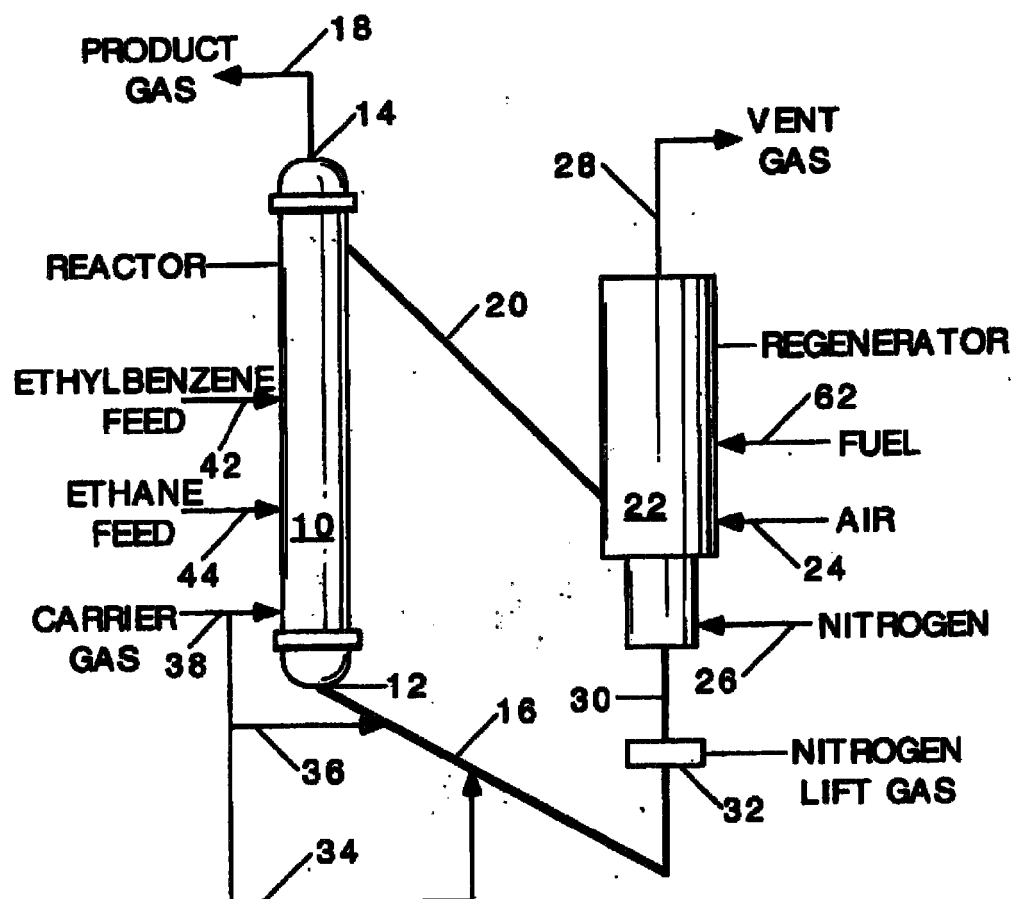 18
PRODUCT
GAS
14
VENT
GAS
28
REACTOR
20
REGENERATOR
ETHYLBENZENE
FEED
62
FUEL
42
ETHANE
FEED
10
22
AIR
44
24
CARRIER
GAS
38
NITROGEN
26
12
30
16
36
NITROGEN
LIFT GAS
32
34